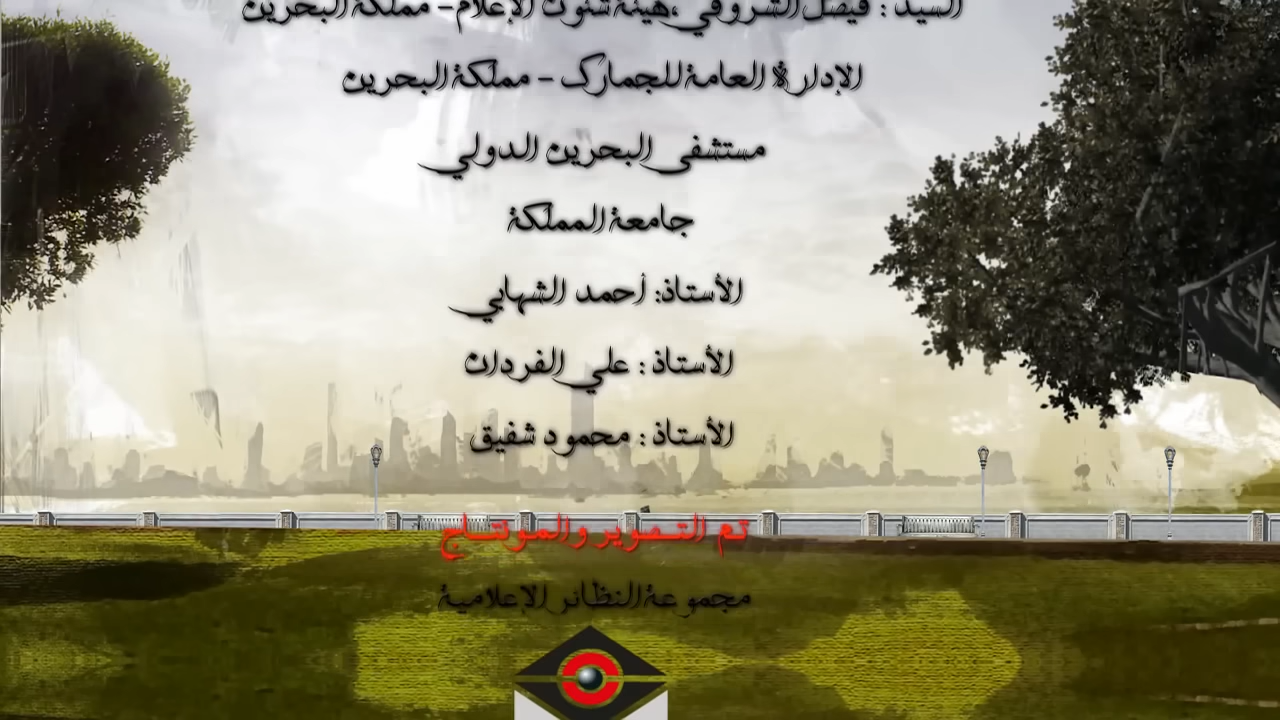 السيد : فيصل الشروقي ،هيئة شئون الإعلام- مملكة البحرين
الإدارة العامة للجمارك - مملكة البحرين
مستشفى البحرين الدولي
جامعة المملكة
الأستاذ: أحمد الشهابي
الأستاذ : علي الفردان
الأستاذ : محمود شفيق
تم التصوير والمونتاج
مجموعة النظائر الإعلامية